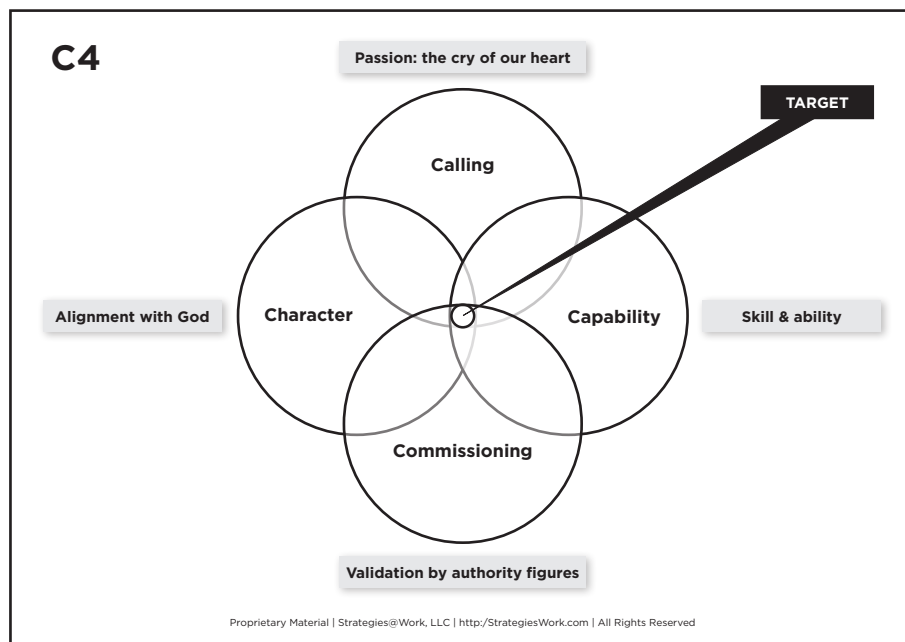 C4
Passion: the cry of our heart
TARGET
Calling
Alignment with God
Character
Capability
Skill & ability
Commissioning
Validation by authority figures
Proprietary Material | Strategies@Work, LLC | http:/StrategiesWork.com | All Rights Reserved